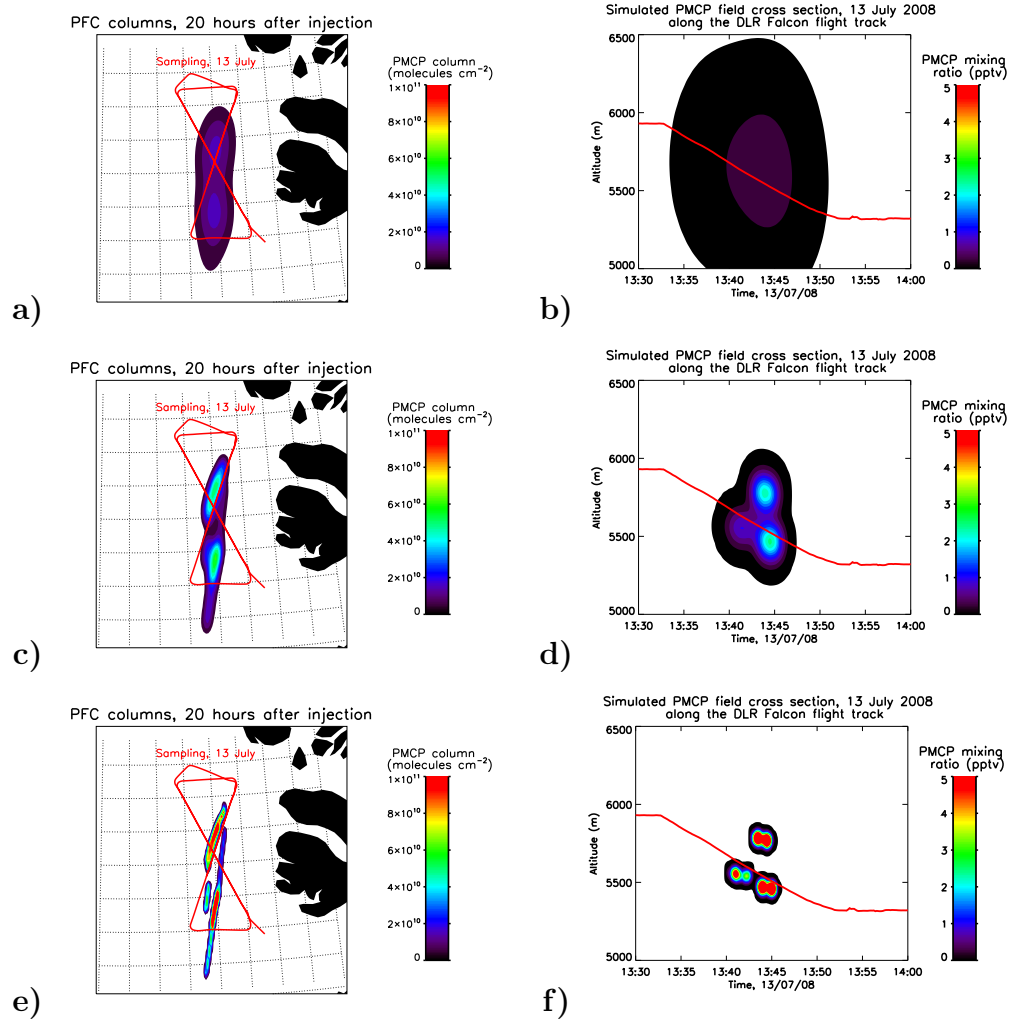 PFC columns, 20 hours after injection
Sampling, 13 July
PMCP column
(molecules cm⁻²)
1×10¹¹
8×10¹⁰
6×10¹⁰
4×10¹⁰
2×10¹⁰
0
a)
Simulated PMCP field cross section, 13 July 2008
along the DLR Falcon flight track
PMCP mixing
ratio (pptv)
6500
6000
5500
5000
Altitude (m)
13:30 13:35 13:40 13:45 13:50 13:55 14:00
Time, 13/07/08
5
4
3
2
1
0
b)
PFC columns, 20 hours after injection
Sampling, 13 July
PMCP column
(molecules cm⁻²)
1×10¹¹
8×10¹⁰
6×10¹⁰
4×10¹⁰
2×10¹⁰
0
c)
Simulated PMCP field cross section, 13 July 2008
along the DLR Falcon flight track
PMCP mixing
ratio (pptv)
6500
6000
5500
5000
Altitude (m)
13:30 13:35 13:40 13:45 13:50 13:55 14:00
Time, 13/07/08
5
4
3
2
1
0
d)
PFC columns, 20 hours after injection
Sampling, 13 July
PMCP column
(molecules cm⁻²)
1×10¹¹
8×10¹⁰
6×10¹⁰
4×10¹⁰
2×10¹⁰
0
e)
Simulated PMCP field cross section, 13 July 2008
along the DLR Falcon flight track
PMCP mixing
ratio (pptv)
6500
6000
5500
5000
Altitude (m)
13:30 13:35 13:40 13:45 13:50 13:55 14:00
Time, 13/07/08
5
4
3
2
1
0
f)